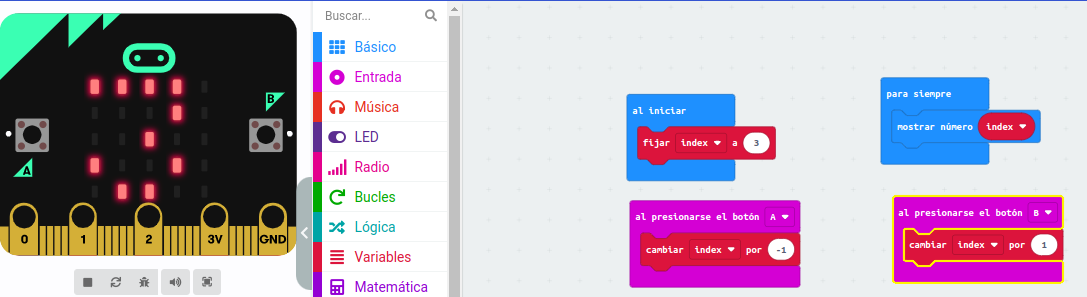 Buscar...
Básico
Entrada
Música
LED
Radio
Bucles
Lógica
Variables
Matemática
A
B
0 1 2 3V GND
al iniciar
fijar index a 3
para siempre
mostrar número index
al presionarse el botón A
cambiar index por -1
al presionarse el botón B
cambiar index por 1